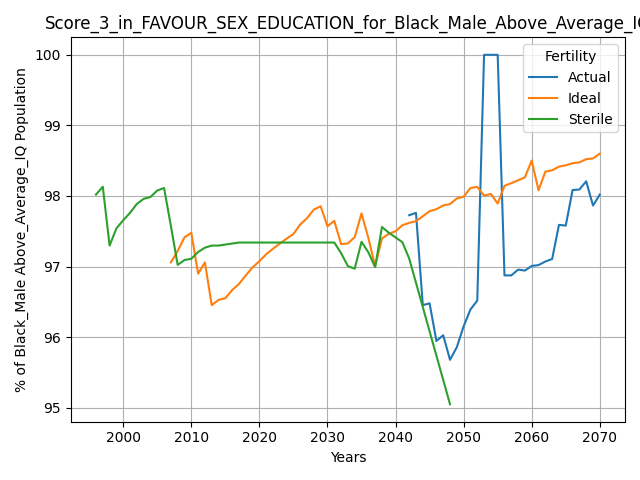 Score_3_in_FAVOUR_SEX_EDUCATION_for_Black_Male_Above_Average_IQ
% of Black_Male Above_Average_IQ Population
100
99
98
97
96
95
Fertility
Actual
Ideal
Sterile
2000 2010 2020 2030 2040 2050 2060 2070
Years